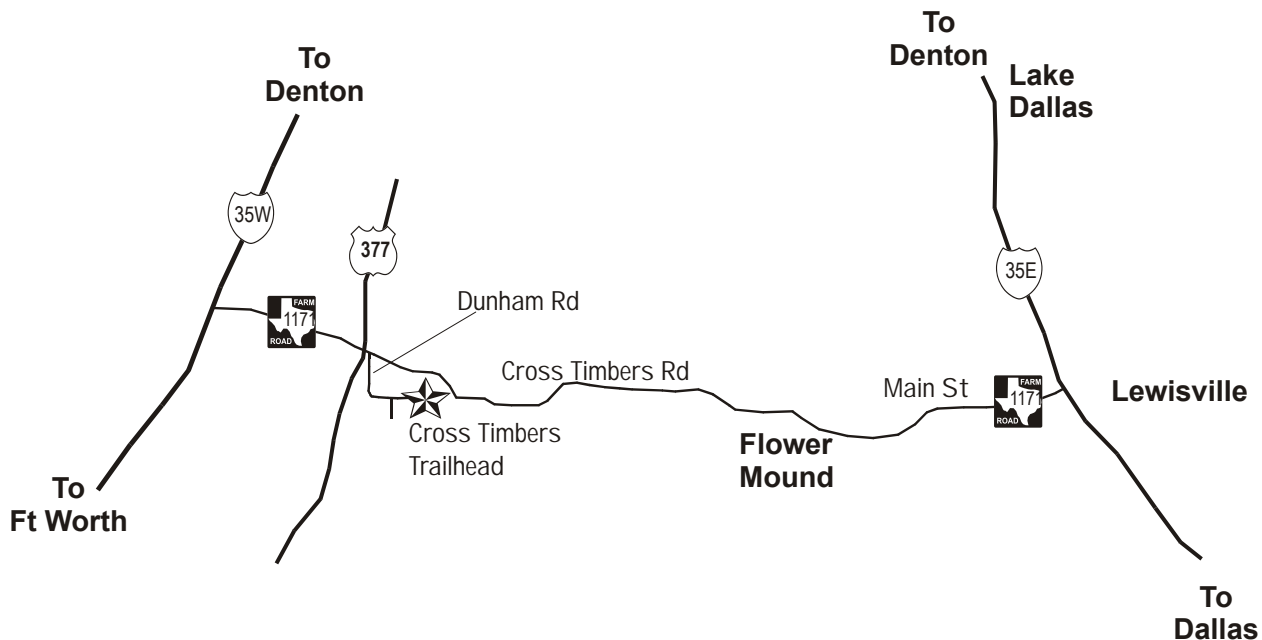 To
Denton
To
Denton
Lake
Dallas
35W
377
35E
Dunham Rd
FARM
1171
ROAD
Cross Timbers Rd
Main St
FARM
1171
ROAD
Lewisville
Cross Timbers
Trailhead
Flower
Mound
To
Ft Worth
To
Dallas